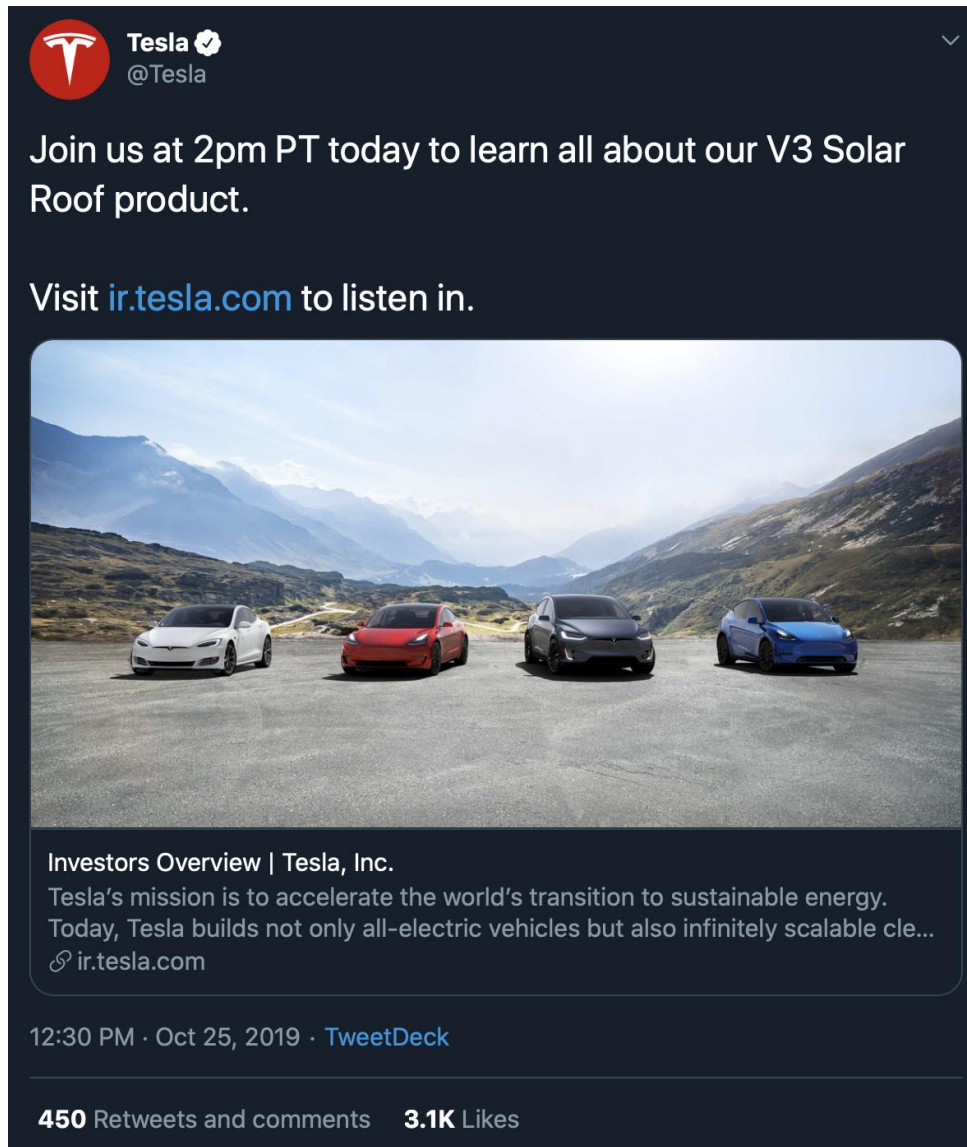 Tesla
@Tesla
Join us at 2pm PT today to learn all about our V3 Solar
Roof product.
Visit ir.tesla.com to listen in.
Investors Overview | Tesla, Inc.
Tesla’s mission is to accelerate the world’s transition to sustainable energy.
Today, Tesla builds not only all-electric vehicles but also infinitely scalable cle...
ir.tesla.com
12:30 PM · Oct 25, 2019 · TweetDeck
450 Retweets and comments 3.1K Likes